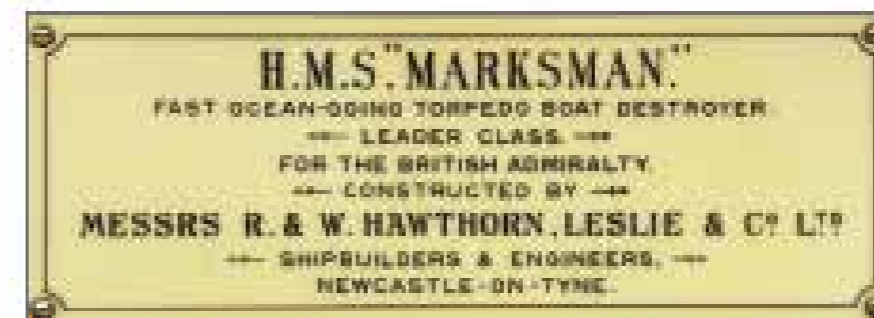 H.M.S. "MARKSMAN."
FAST OCEAN-GOING TORPEDO BOAT DESTROYER.
LEADER CLASS.
FOR THE BRITISH ADMIRALTY.
CONSTRUCTED BY
MESSRS R. & W. HAWTHORN, LESLIE & Cº. LTD
SHIPBUILDERS & ENGINEERS,
NEWCASTLE-ON-TYNE.